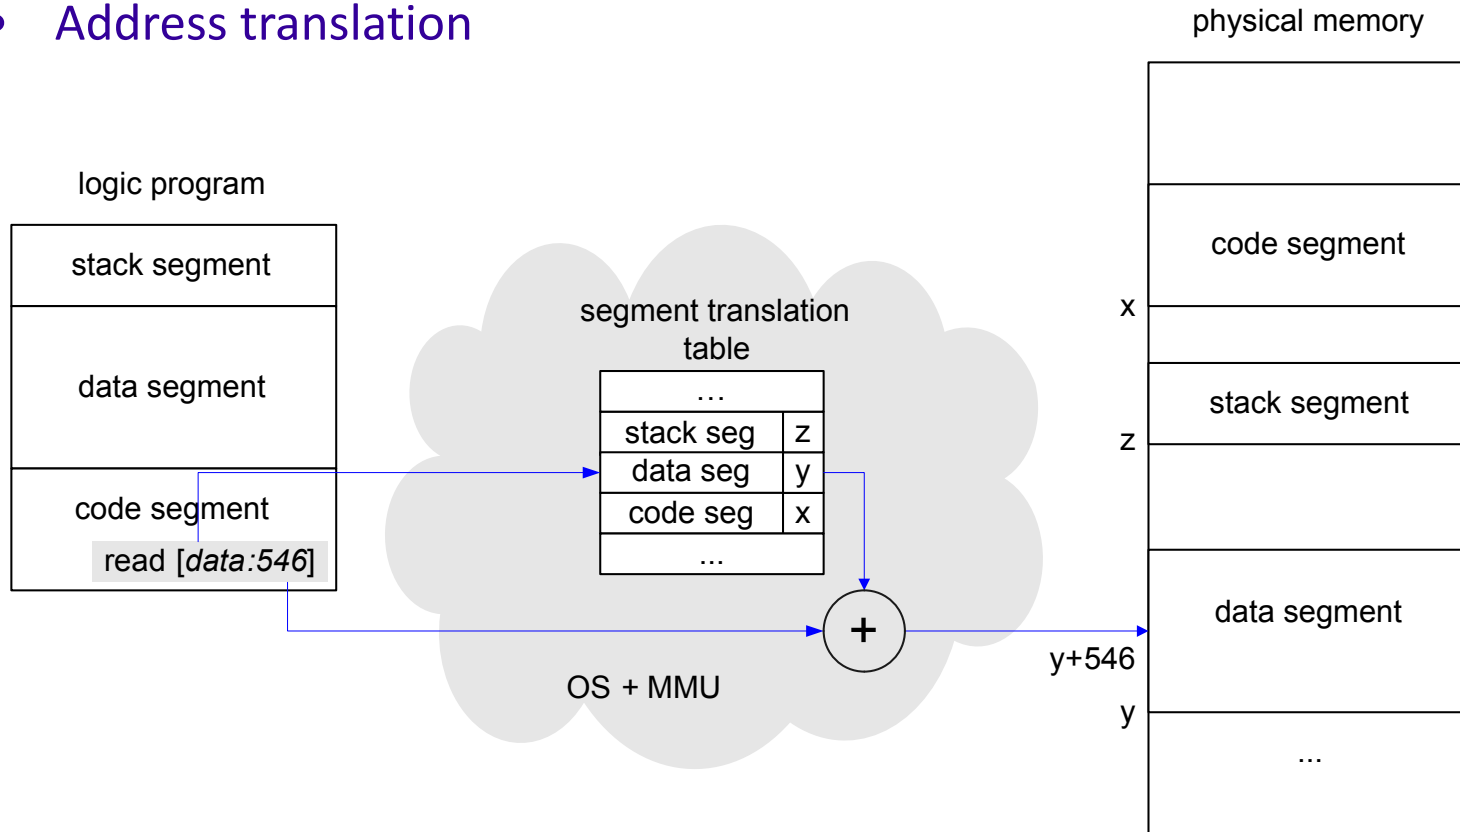 • Address translation
physical memory
logic program
stack segment
data segment
code segment
read [data:546]
segment translation
table
…
stack seg z
data seg y
code seg x
...
+
OS + MMU
code segment
x
stack segment
z
data segment
y+546
y
...